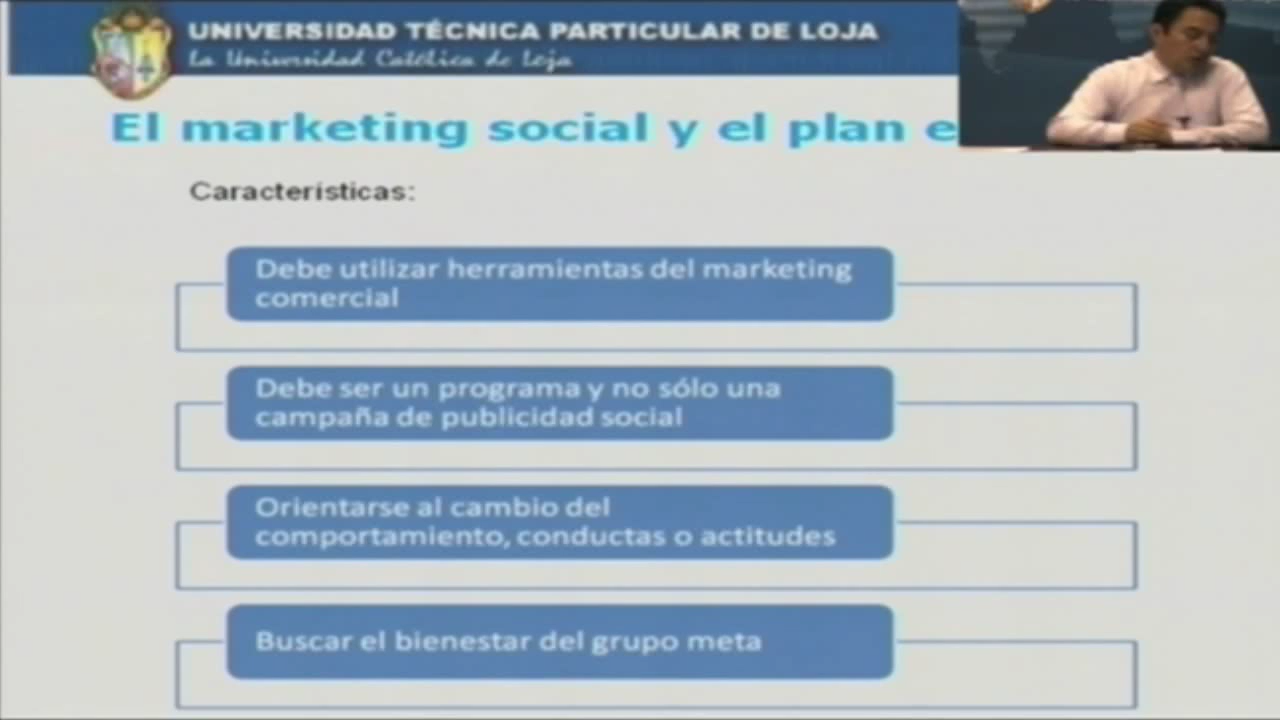 UNIVERSIDAD TÉCNICA PARTICULAR DE LOJA
La Universidad Católica de Loja
El marketing social y el plan e
Características:
Debe utilizar herramientas del marketing
comercial
Debe ser un programa y no sólo una
campaña de publicidad social
Orientarse al cambio del
comportamiento, conductas o actitudes
Buscar el bienestar del grupo meta